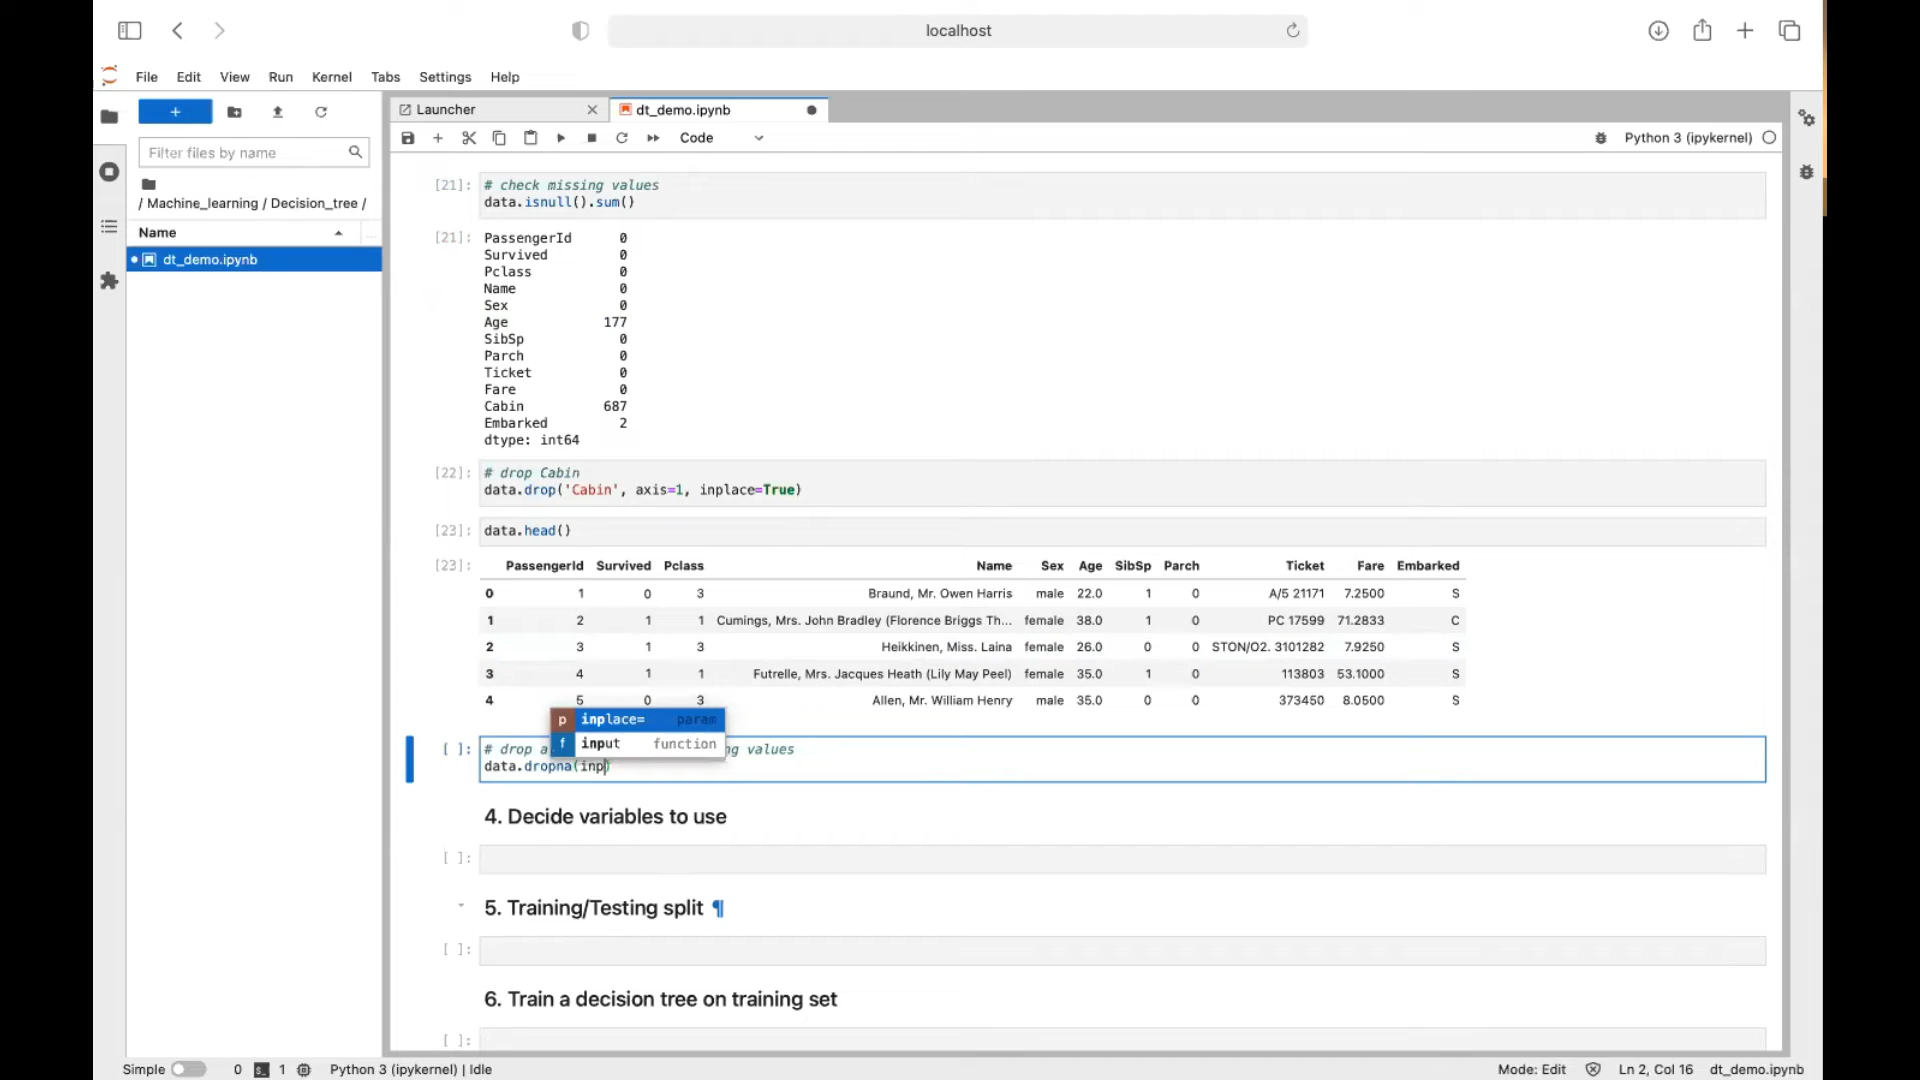 localhost
File Edit View Run Kernel Tabs Settings Help
+
Filter files by name
/ Machine_learning / Decision_tree /
Name
...
dt_demo.ipynb
Launcher
dt_demo.ipynb
Code
Python 3 (ipykernel)
[21]: # check missing values
data.isnull().sum()
[21]: PassengerId 0
Survived 0
Pclass 0
Name 0
Sex 0
Age 177
SibSp 0
Parch 0
Ticket 0
Fare 0
Cabin 687
Embarked 2
dtype: int64
[22]: # drop Cabin
data.drop('Cabin', axis=1, inplace=True)
[23]: data.head()
[23]: PassengerId Survived Pclass Name Sex Age SibSp Parch Ticket Fare Embarked
0 1 0 3 Braund, Mr. Owen Harris male 22.0 1 0 A/5 21171 7.2500 S
1 2 1 1 Cumings, Mrs. John Bradley (Florence Briggs Th... female 38.0 1 0 PC 17599 71.2833 C
2 3 1 3 Heikkinen, Miss. Laina female 26.0 0 0 STON/O2. 3101282 7.9250 S
3 4 1 1 Futrelle, Mrs. Jacques Heath (Lily May Peel) female 35.0 1 0 113803 53.1000 S
4 5 0 3 Allen, Mr. William Henry male 35.0 0 0 373450 8.0500 S
p inplace= param
f input function
[ ]: # drop a ng values
data.dropna(inp)
4. Decide variables to use
[ ]:
5. Training/Testing split ¶
[ ]:
6. Train a decision tree on training set
[ ]:
Simple 0 1 Python 3 (ipykernel) | Idle
Mode: Edit Ln 2, Col 16 dt_demo.ipynb